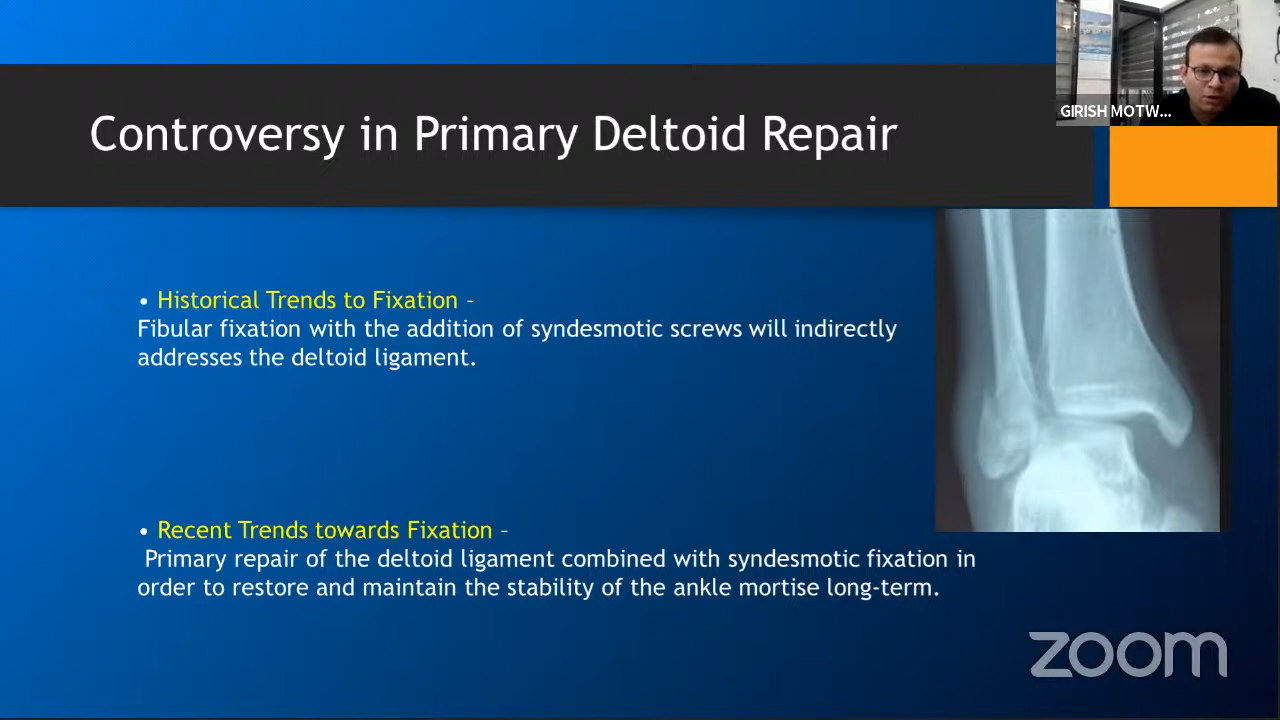 GIRISH MOTW...
Controversy in Primary Deltoid Repair
• Historical Trends to Fixation –
Fibular fixation with the addition of syndesmotic screws will indirectly
addresses the deltoid ligament.
• Recent Trends towards Fixation –
Primary repair of the deltoid ligament combined with syndesmotic fixation in
order to restore and maintain the stability of the ankle mortise long-term.
zoom